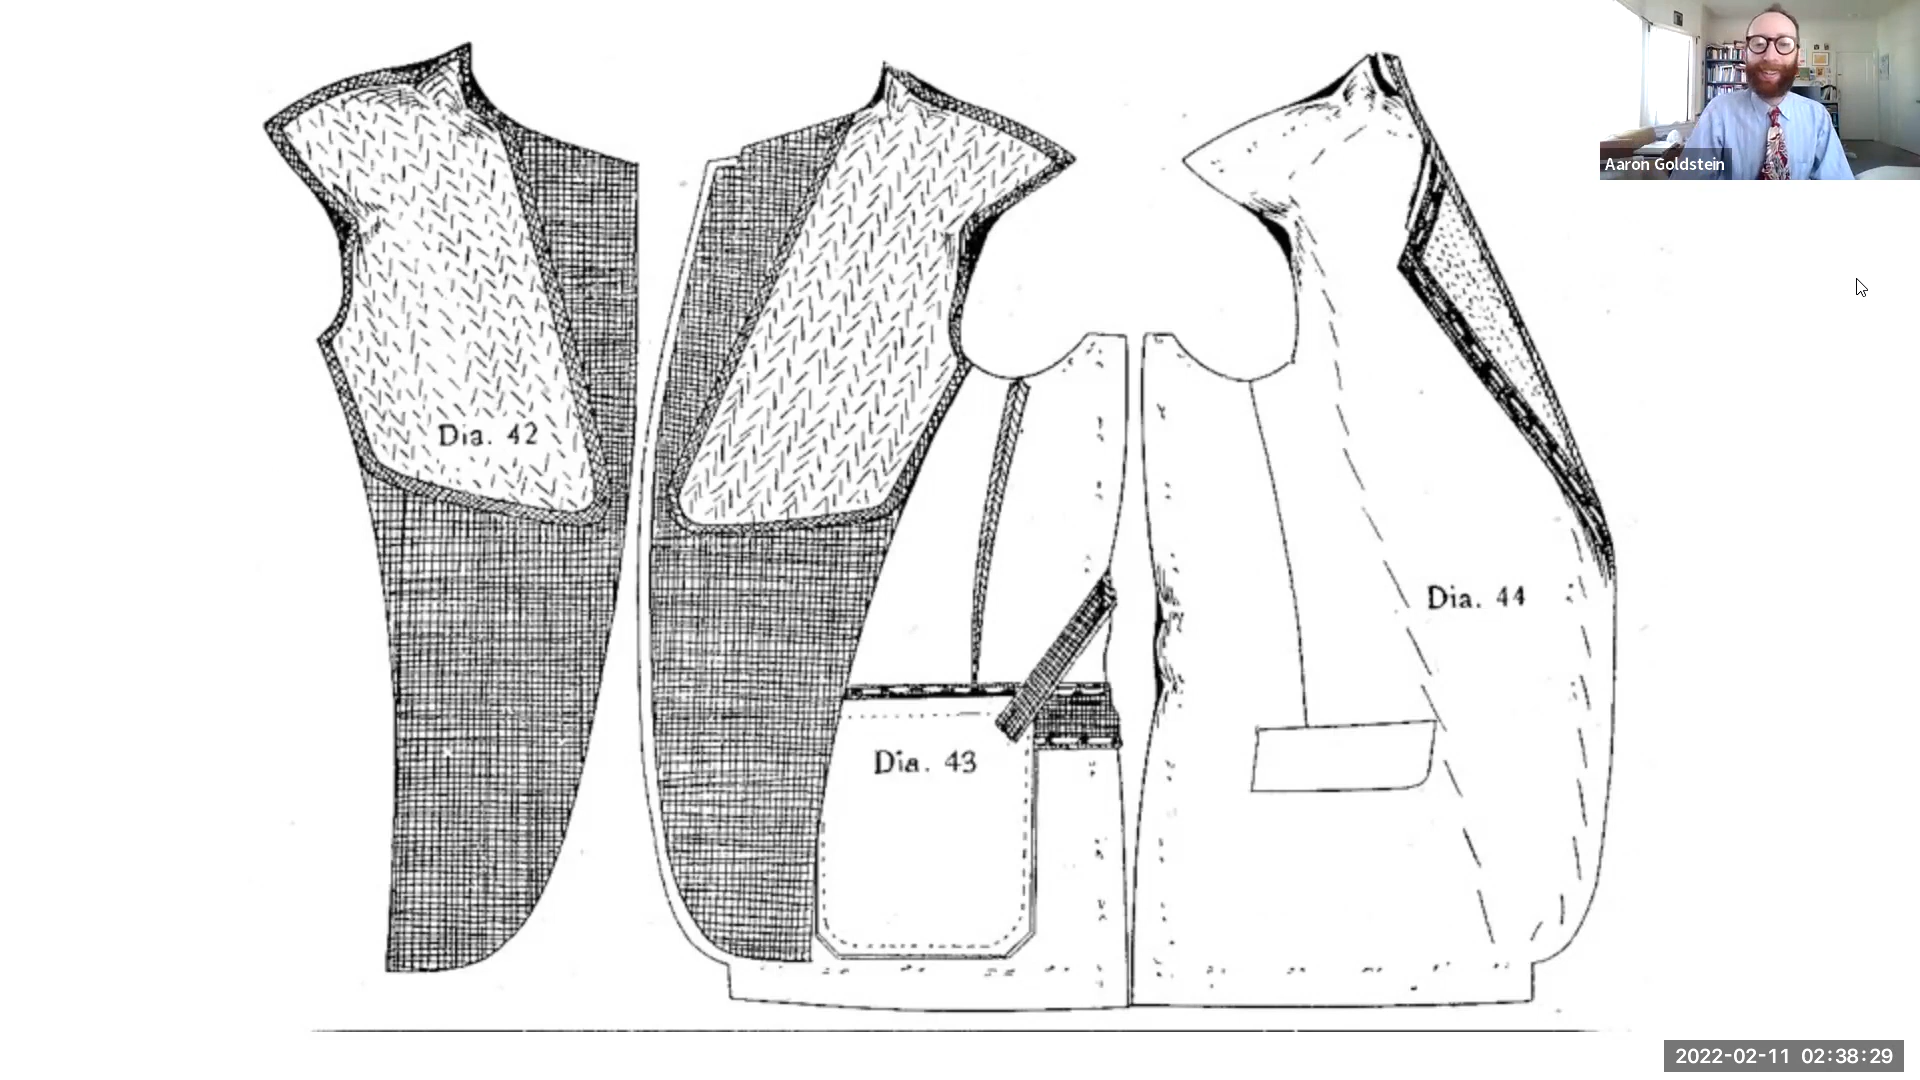 Aaron Goldstein
Dia. 42
Dia. 44
Dia. 43
2022-02-11 02:38:29